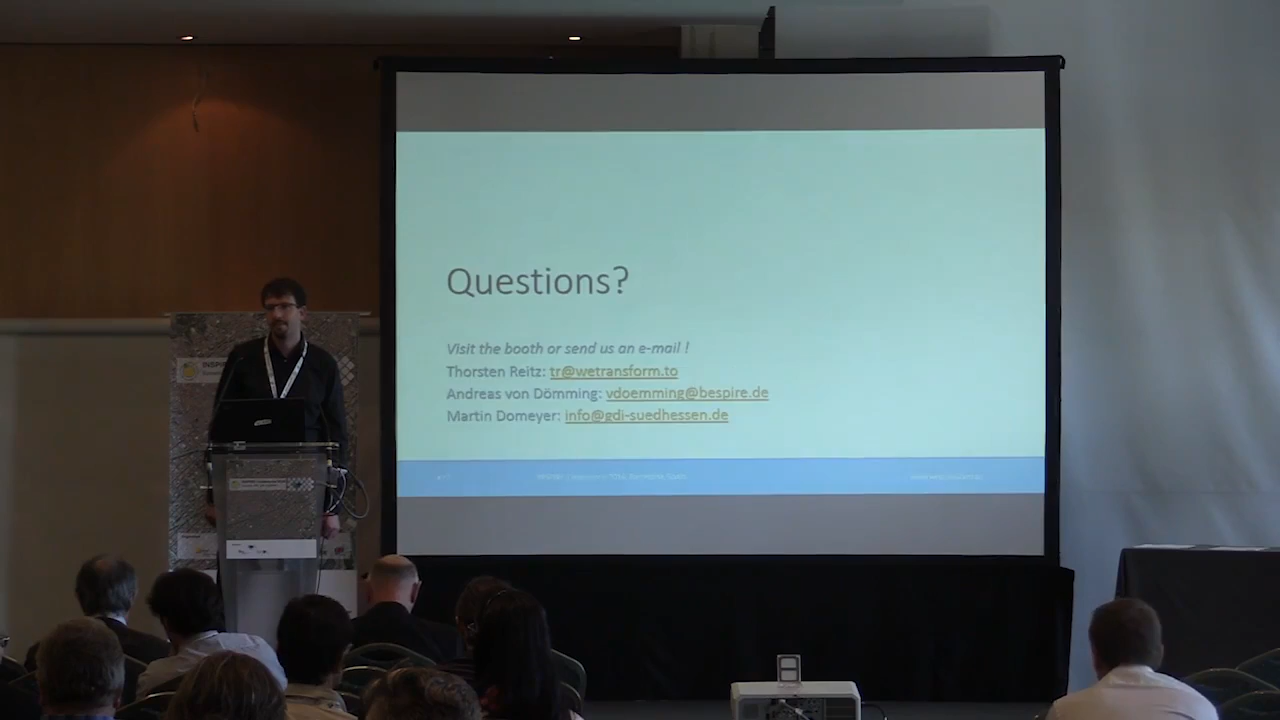 Questions?
Visit the booth or send us an e-mail !
Thorsten Reitz: tr@wetransform.to
Andreas von Dömming: vdoemming@bespire.de
Martin Domeyer: info@gdi-suedhessen.de
INSPIRE